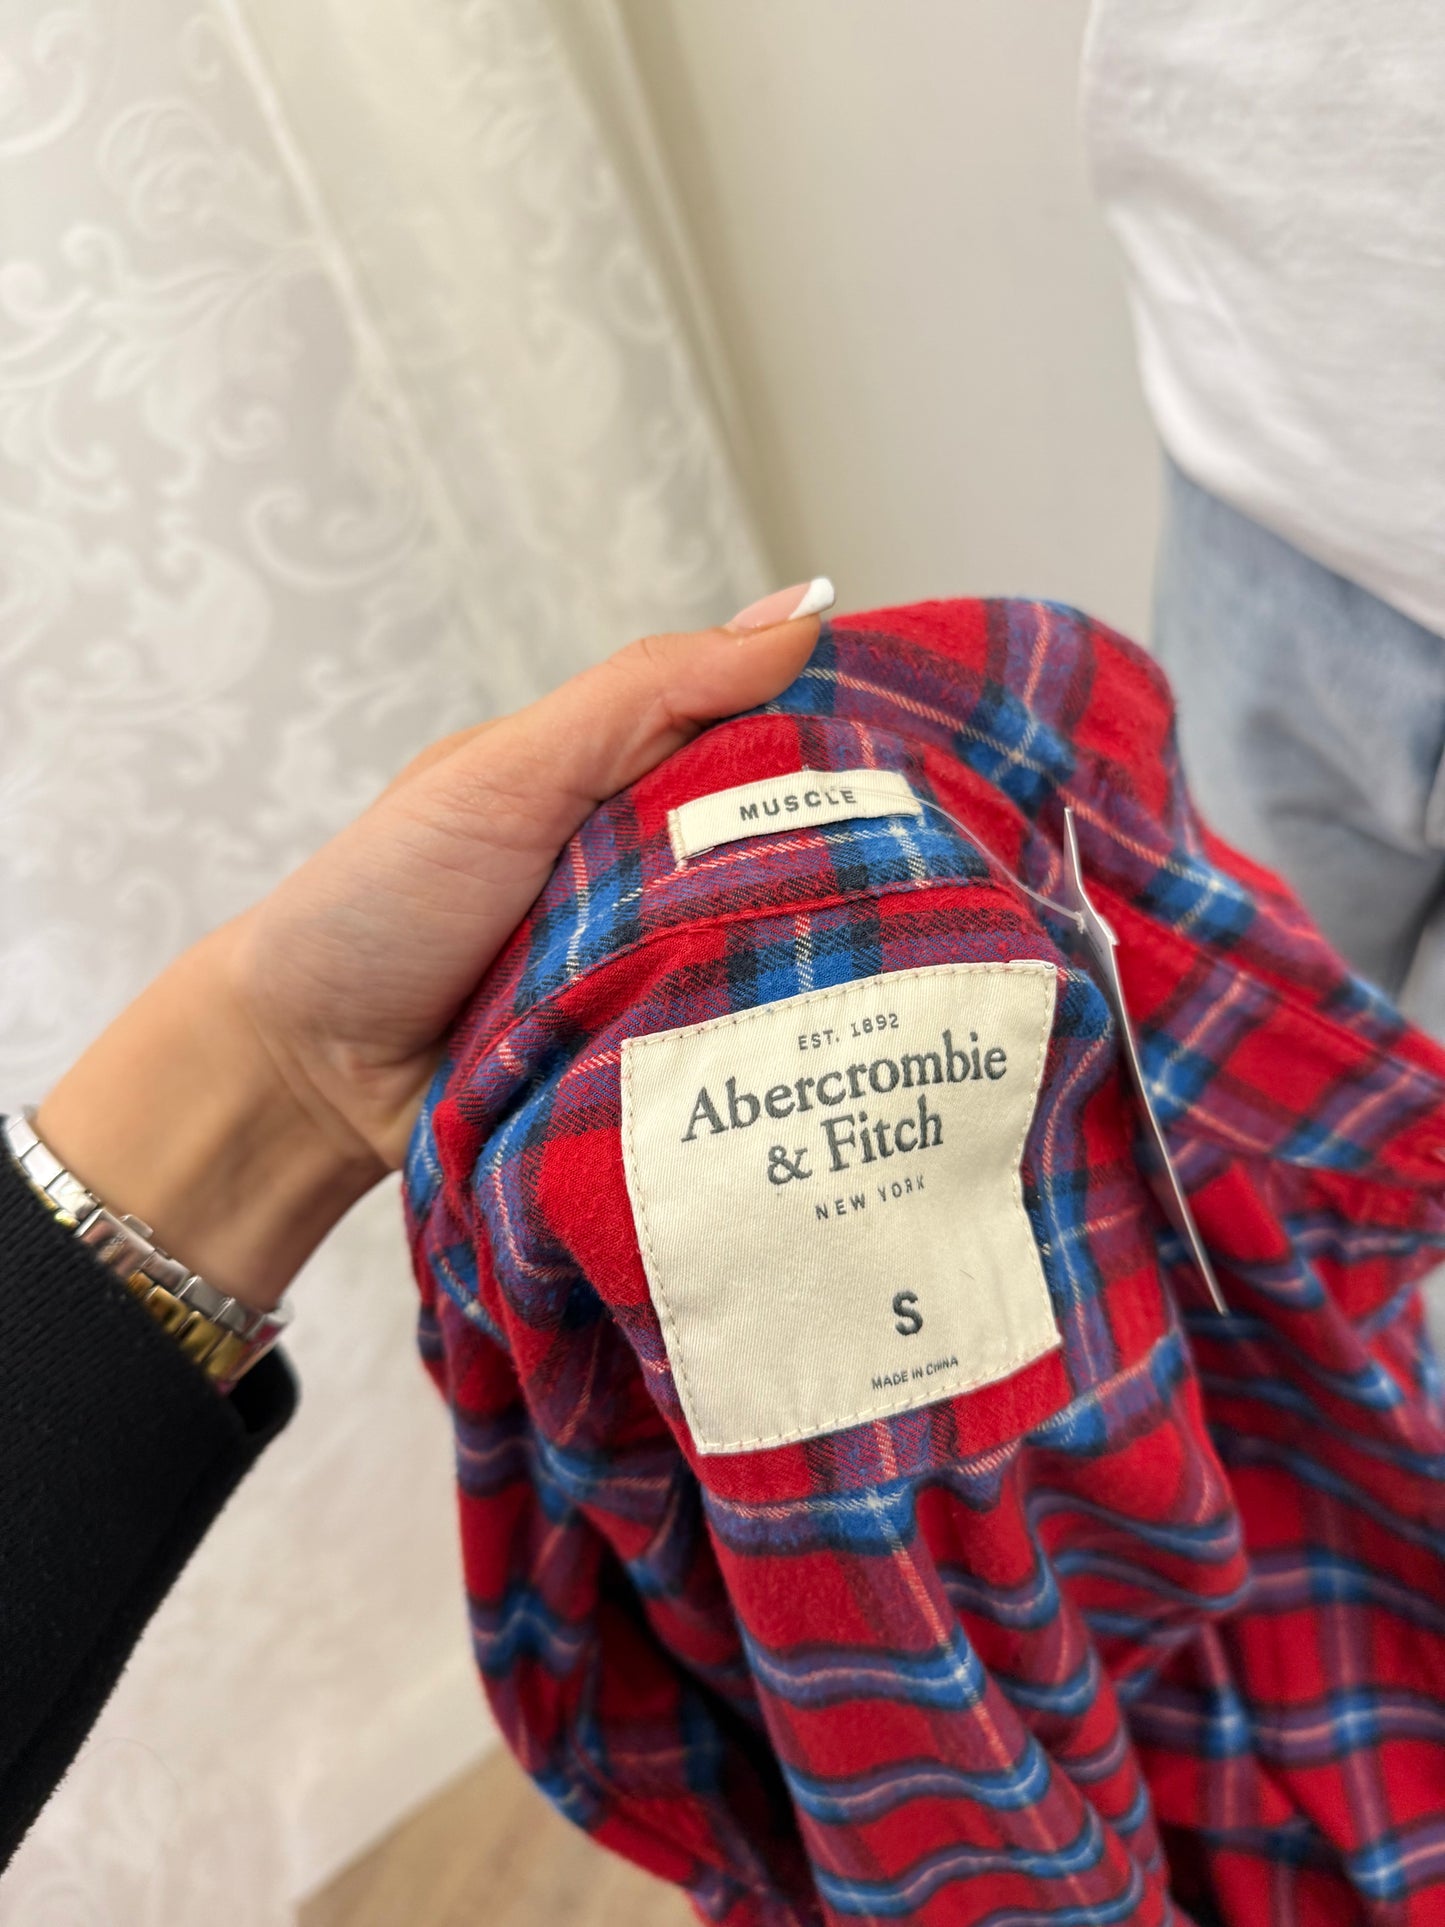 MUSCLE
EST. 1892
Abercrombie
& Fitch
NEW YORK
S
MADE IN CHINA